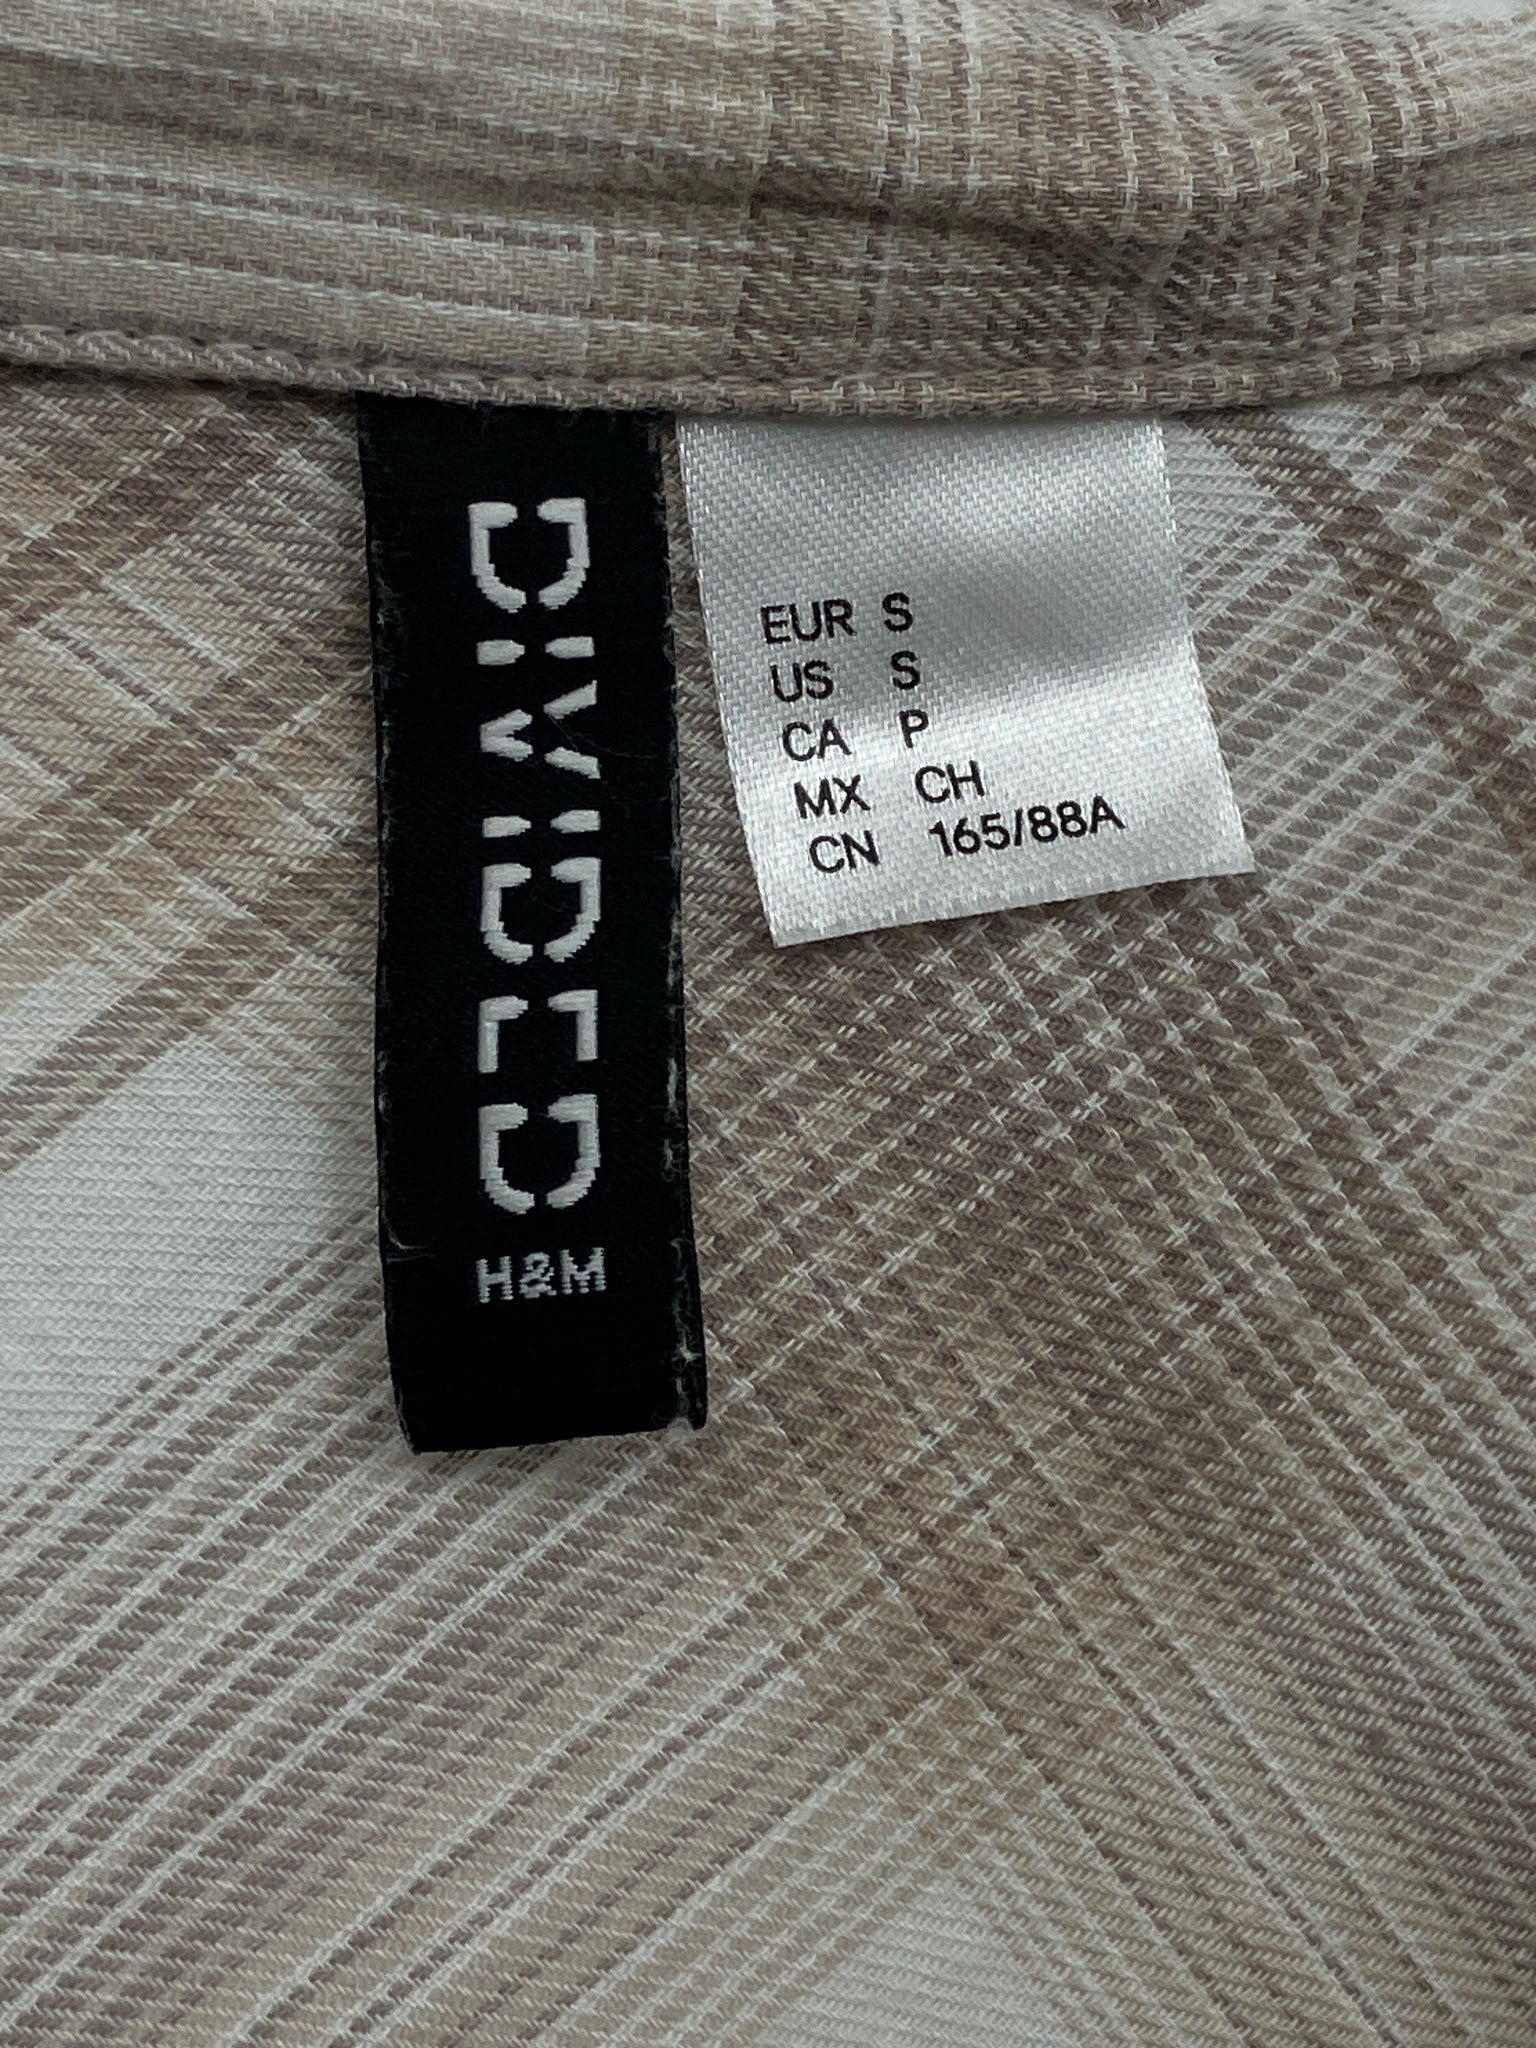 DIVIDED
H&M
EUR S
US S
CA P
MX CH
CN 165/88A